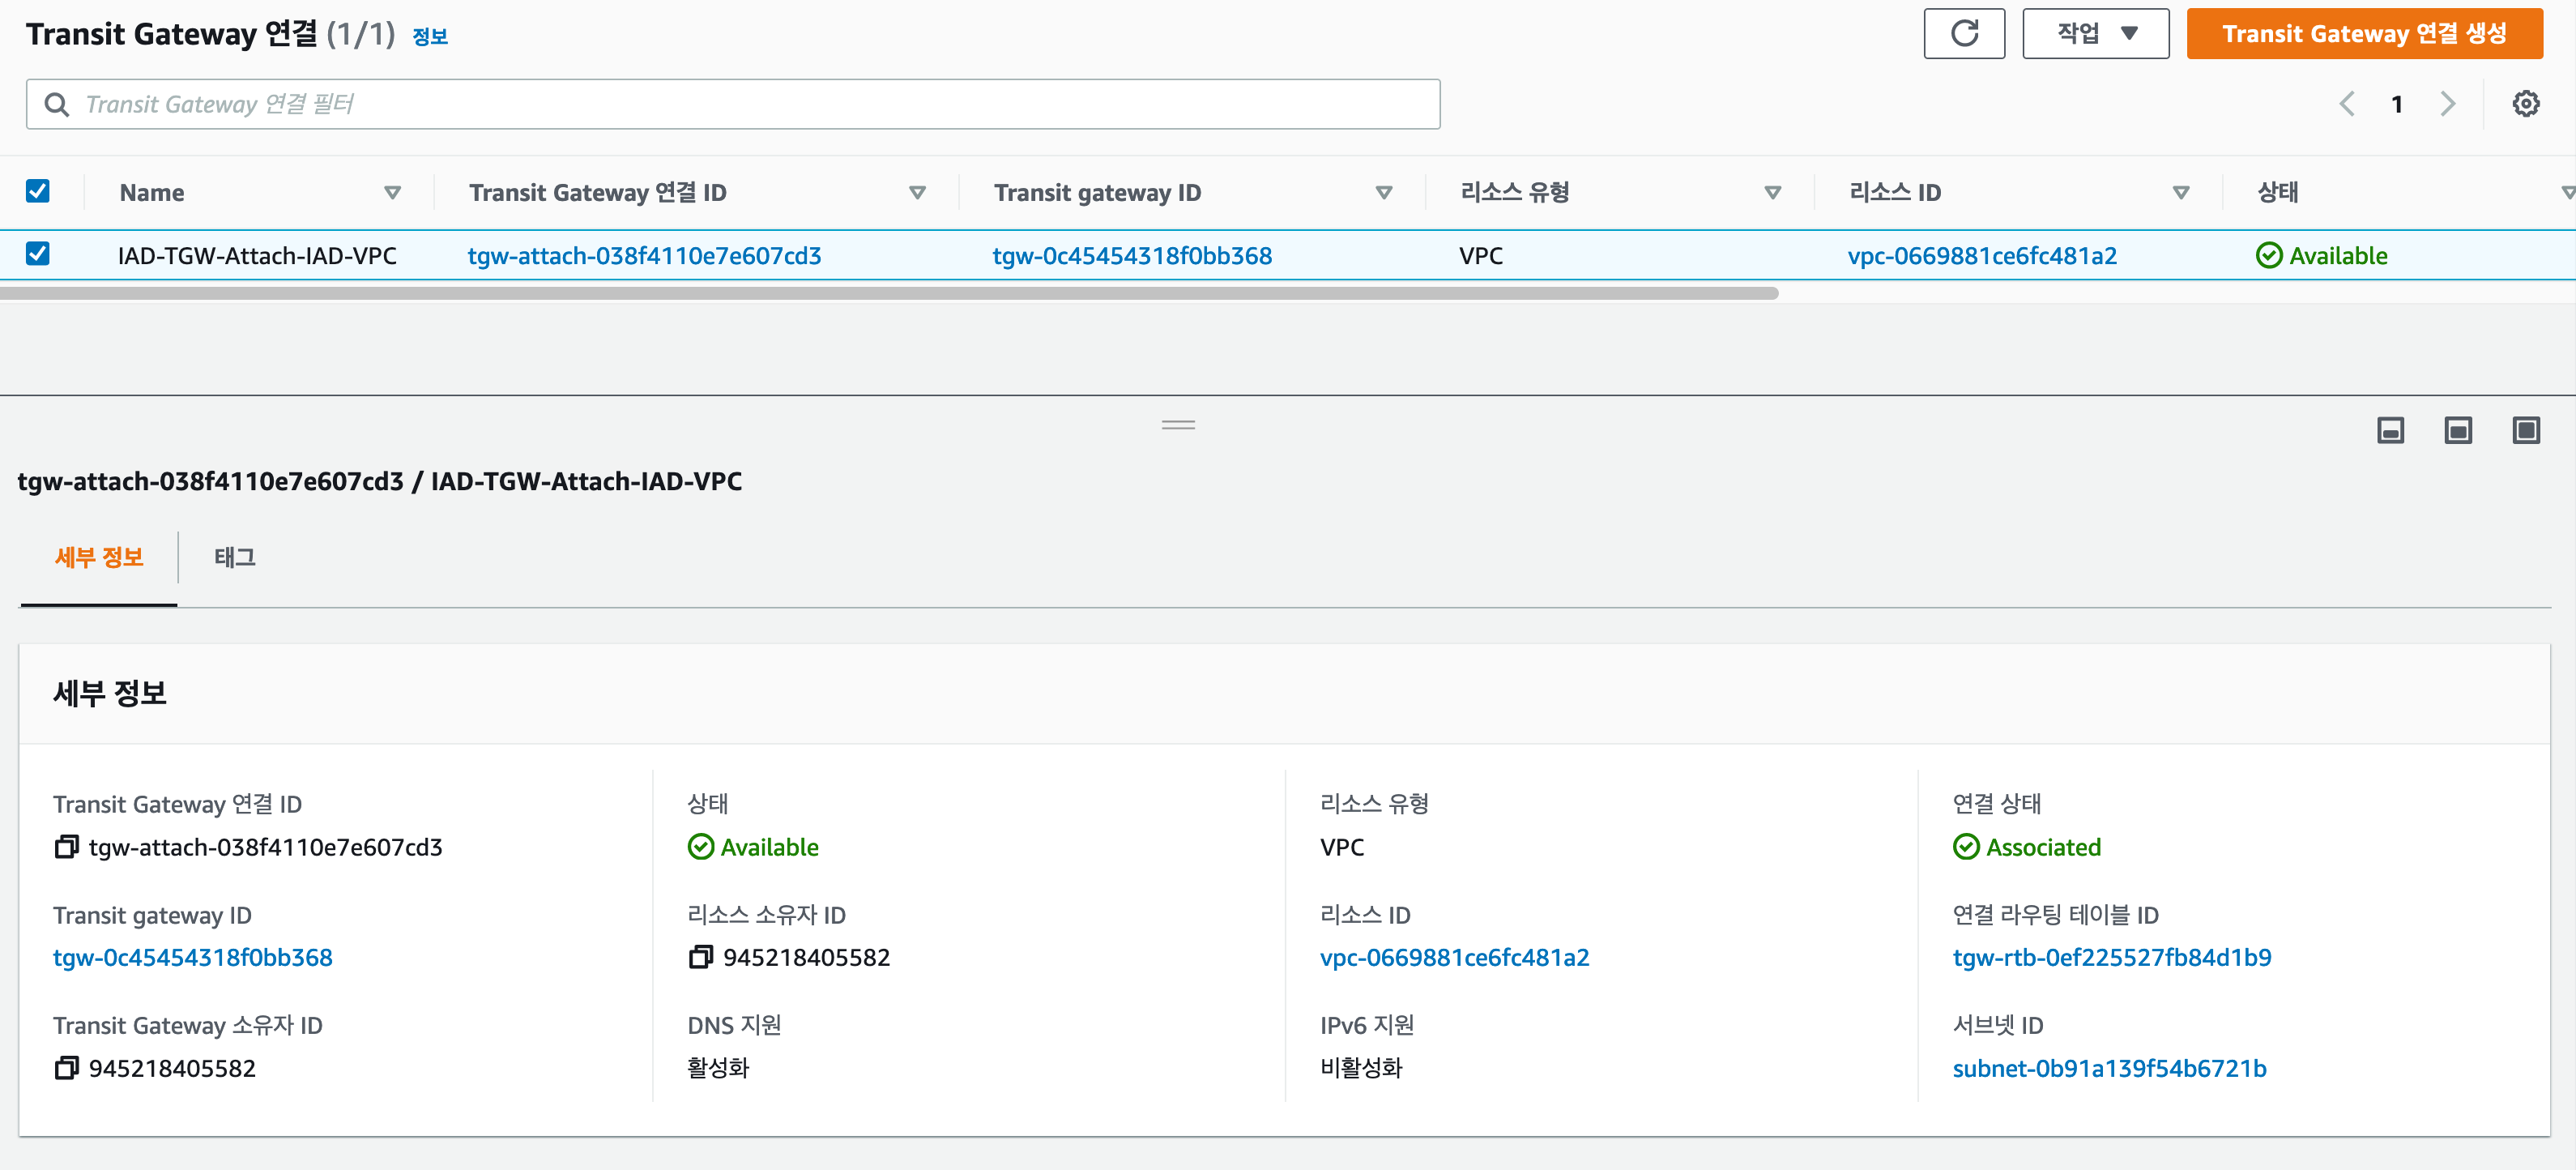 Transit Gateway 연결 (1/1) 정보
작업
Transit Gateway 연결 생성
Transit Gateway 연결 필터
1
Name Transit Gateway 연결 ID Transit gateway ID 리소스 유형 리소스 ID 상태
IAD-TGW-Attach-IAD-VPC tgw-attach-038f4110e7e607cd3 tgw-0c45454318f0bb368 VPC vpc-0669881ce6fc481a2 Available
tgw-attach-038f4110e7e607cd3 / IAD-TGW-Attach-IAD-VPC
세부 정보 태그
세부 정보
Transit Gateway 연결 ID 상태 리소스 유형 연결 상태
tgw-attach-038f4110e7e607cd3 Available VPC Associated
Transit gateway ID 리소스 소유자 ID 리소스 ID 연결 라우팅 테이블 ID
tgw-0c45454318f0bb368 945218405582 vpc-0669881ce6fc481a2 tgw-rtb-0ef225527fb84d1b9
Transit Gateway 소유자 ID DNS 지원 IPv6 지원 서브넷 ID
945218405582 활성화 비활성화 subnet-0b91a139f54b6721b